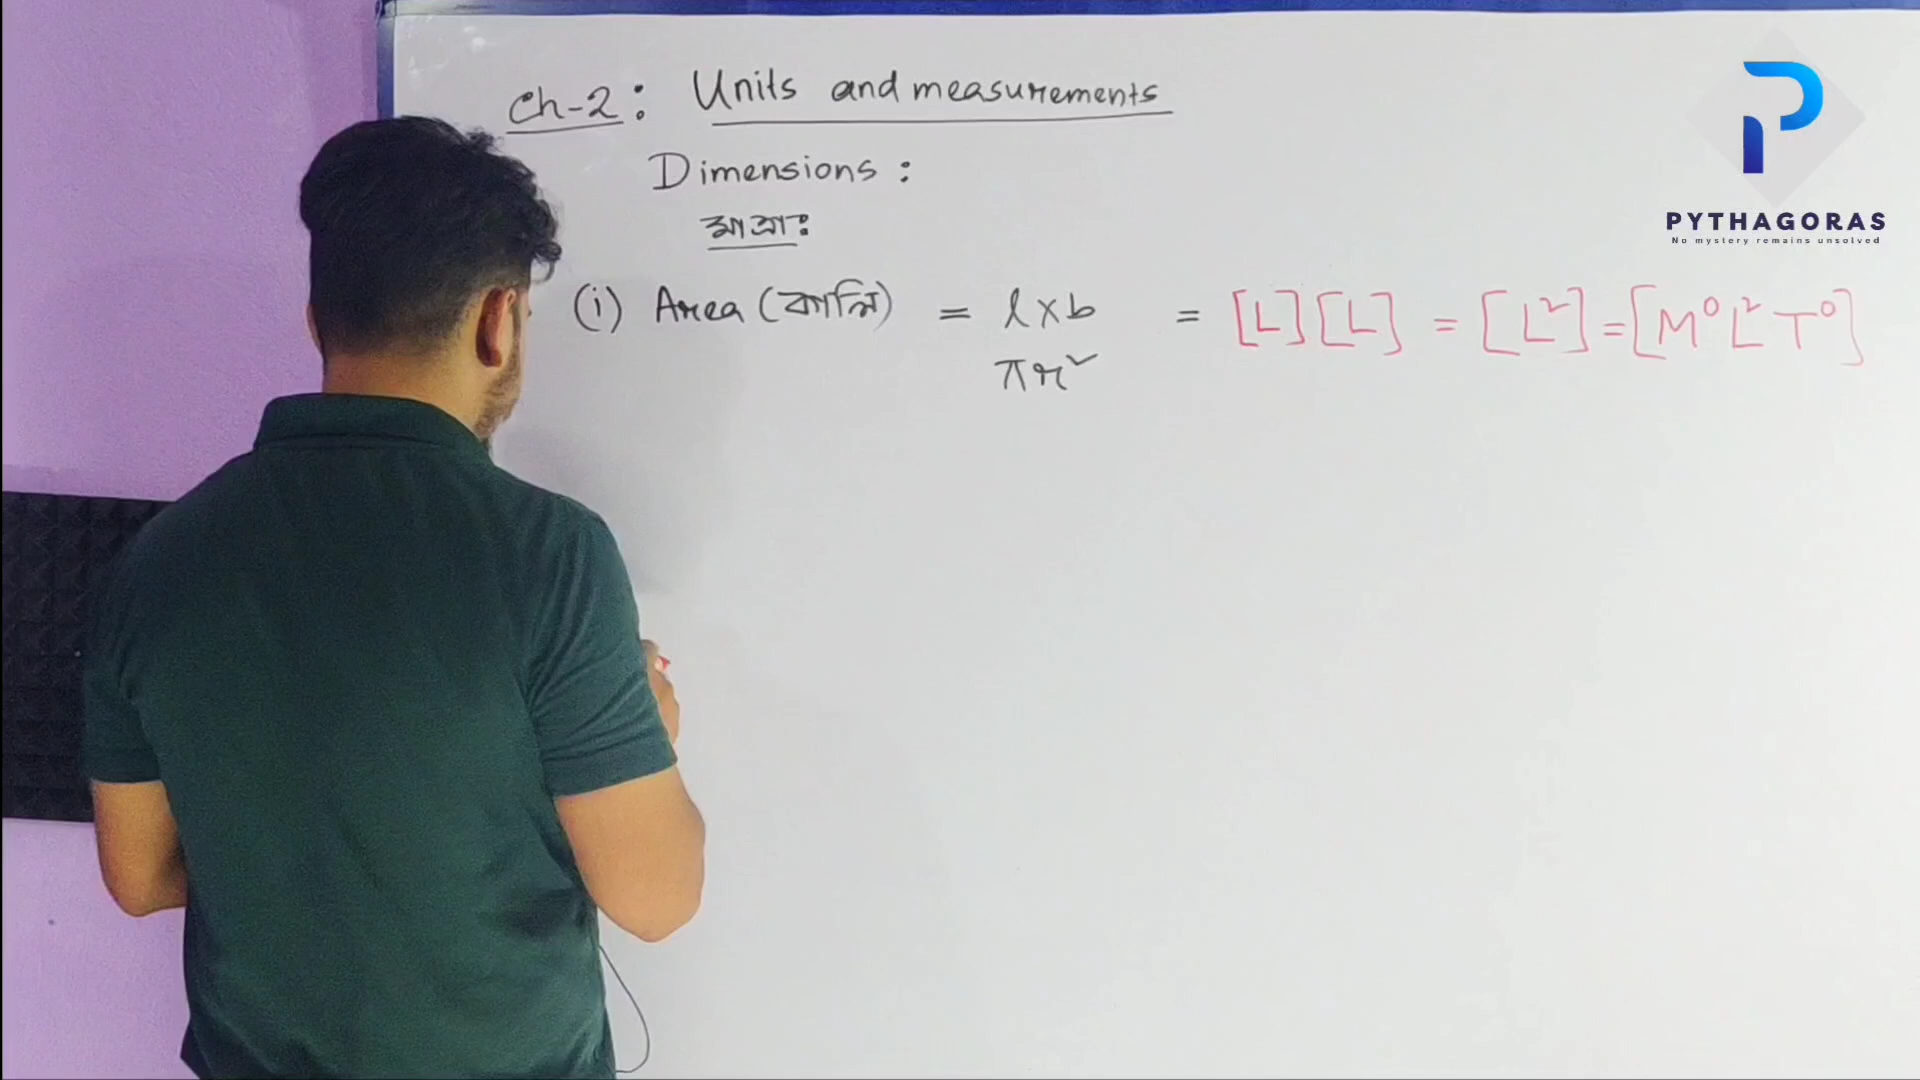 Ch-2: Units and measurements
Dimensions:
মাত্রা:
(i) Area (কালি) = l×b = [L][L] = [L²] = [M⁰L²T⁰]
πr²
PYTHAGORAS
No mystery remains unsolved